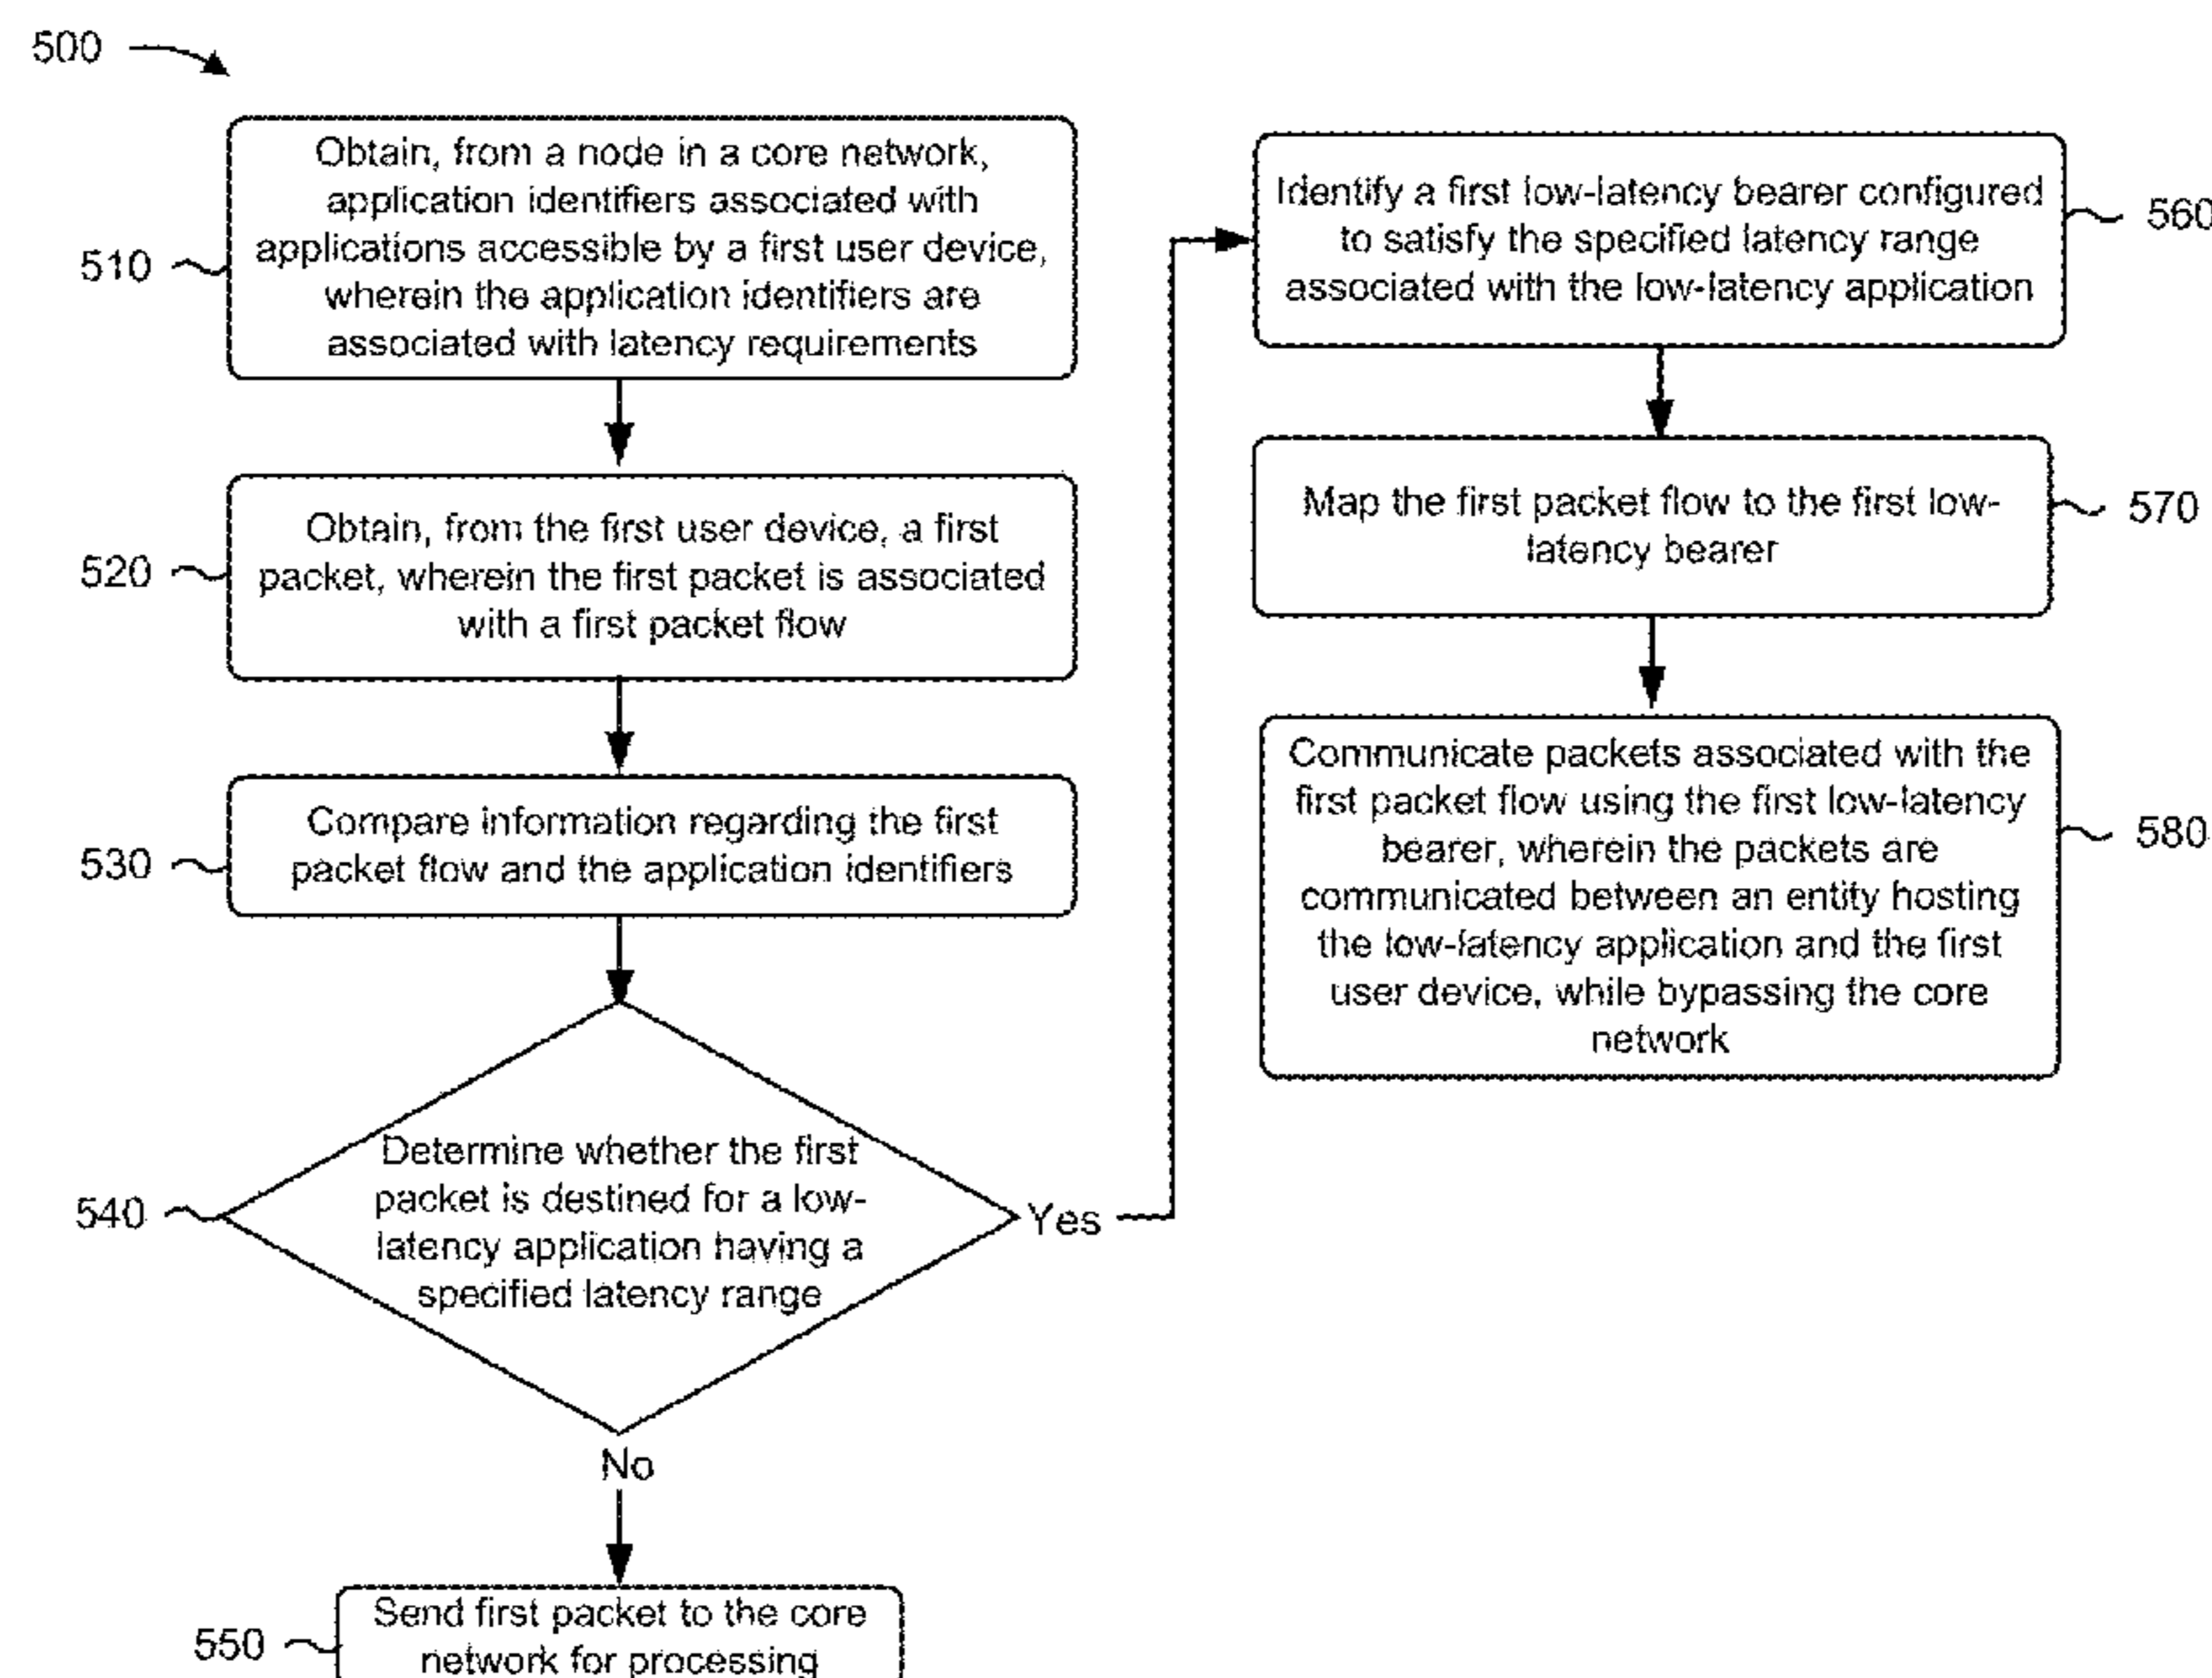 500
510
Obtain, from a node in a core network,
application identifiers associated with
applications accessible by a first user device,
wherein the application identifiers are
associated with latency requirements
520
Obtain, from the first user device, a first
packet, wherein the first packet is associated
with a first packet flow
530
Compare information regarding the first
packet flow and the application identifiers
540
Determine whether the first
packet is destined for a low-
latency application having a
specified latency range
Yes
No
550
Send first packet to the core
network for processing
Identify a first low-latency bearer configured
to satisfy the specified latency range
associated with the low-latency application
560
Map the first packet flow to the first low-
latency bearer
570
Communicate packets associated with the
first packet flow using the first low-latency
bearer, wherein the packets are
communicated between an entity hosting
the low-latency application and the first
user device, while bypassing the core
network
580